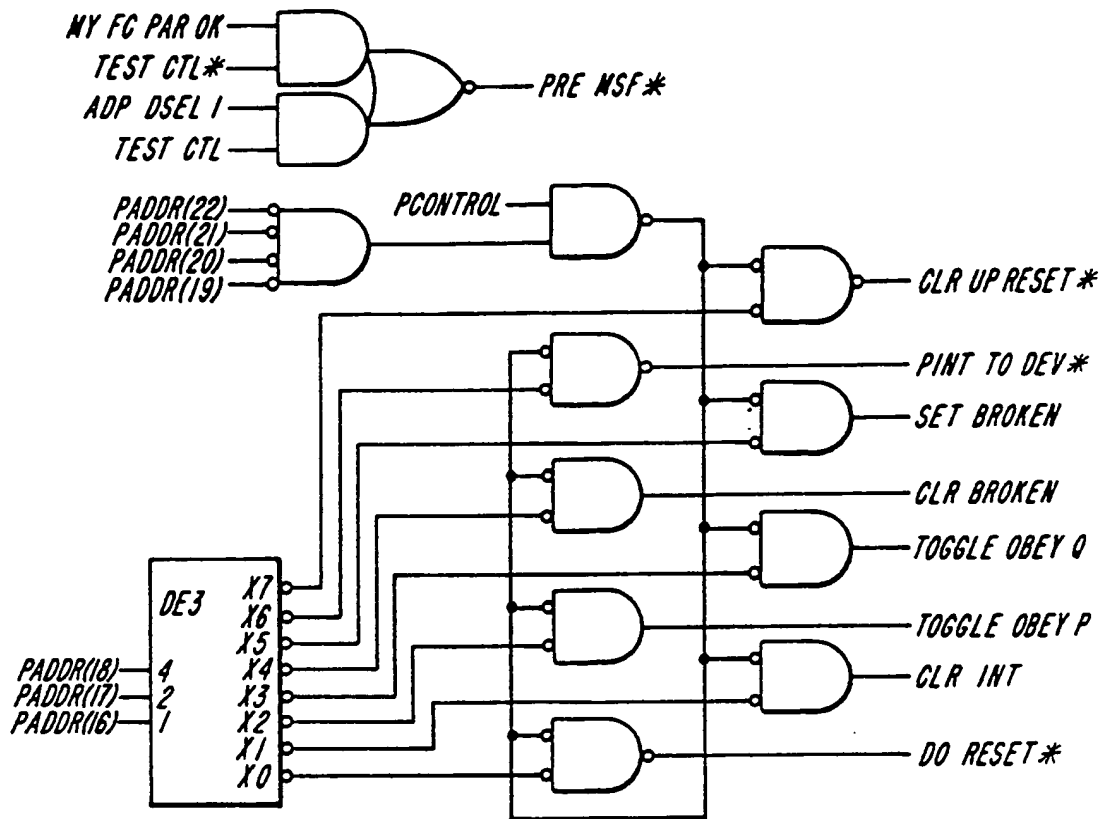 MY FC PAR OK
TEST CTL*
ADP DSEL 1
TEST CTL
PRE MSF*
PADDR(22)
PADDR(21)
PADDR(20)
PADDR(19)
PCONTROL
CLR UP RESET*
PINT TO DEV*
SET BROKEN
CLR BROKEN
TOGGLE OBEY Q
TOGGLE OBEY P
CLR INT
DO RESET*
DE3
X7
X6
X5
X4
X3
X2
X1
X0
PADDR(18) 4
PADDR(17) 2
PADDR(16) 1